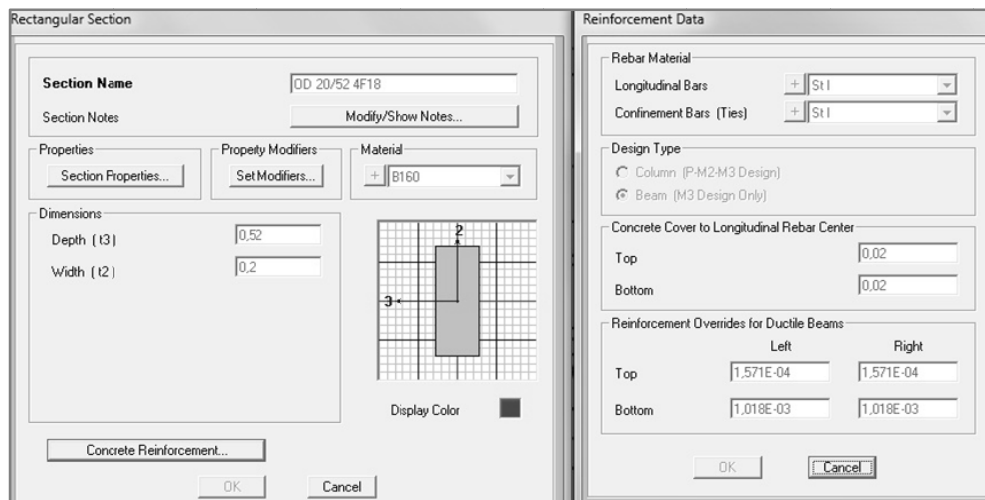 Rectangular Section
Section Name
OD 20/52 4F18
Section Notes
Modify/Show Notes...
Properties
Section Properties...
Property Modifiers
Set Modifiers...
Material
+ B160
Dimensions
Depth ( t3 )
0,52
Width ( t2 )
0,2
2
3
Display Color
Concrete Reinforcement...
OK
Cancel
Reinforcement Data
Rebar Material
Longitudinal Bars
+ St I
Confinement Bars (Ties)
+ St I
Design Type
Column (P-M2-M3 Design)
Beam (M3 Design Only)
Concrete Cover to Longitudinal Rebar Center
Top
0,02
Bottom
0,02
Reinforcement Overrides for Ductile Beams
Left Right
Top 1,571E-04 1,571E-04
Bottom 1,018E-03 1,018E-03
OK
Cancel